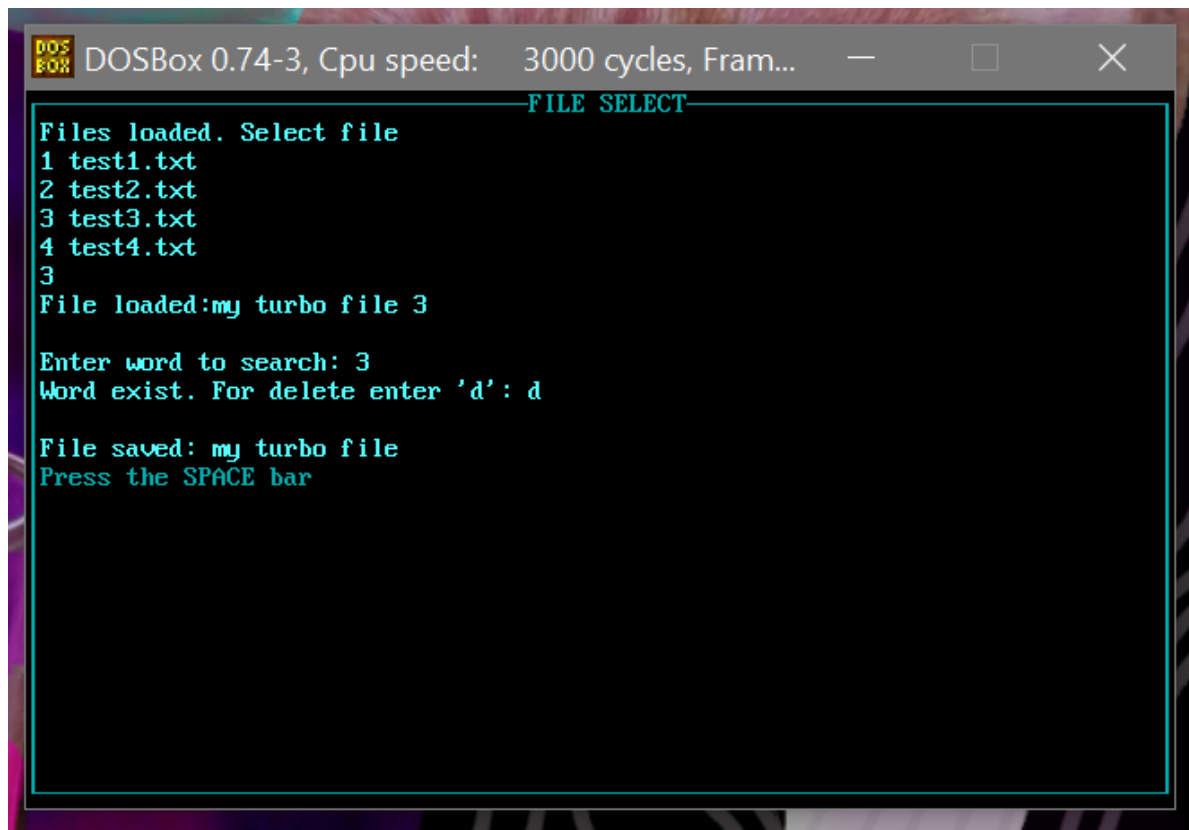 DOS
BOX
DOSBox 0.74-3, Cpu speed: 3000 cycles, Fram...
FILE SELECT
Files loaded. Select file
1 test1.txt
2 test2.txt
3 test3.txt
4 test4.txt
3
File loaded:my turbo file 3
Enter word to search: 3
Word exist. For delete enter 'd': d
File saved: my turbo file
Press the SPACE bar